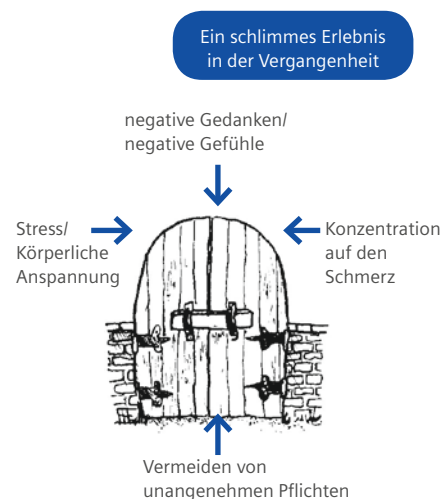 Ein schlimmes Erlebnis
in der Vergangenheit
negative Gedanken/
negative Gefühle
Stress/
Körperliche
Anspannung
Konzentration
auf den
Schmerz
Vermeiden von
unangenehmen Pflichten